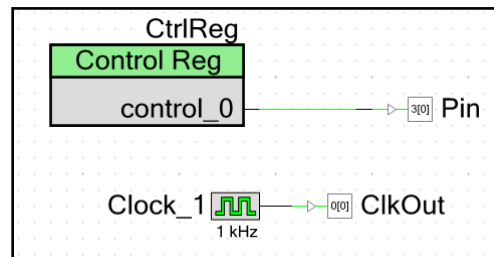 CtrlReg
Control Reg
control_0
3[0] Pin
Clock_1
0[0] ClkOut
1 kHz